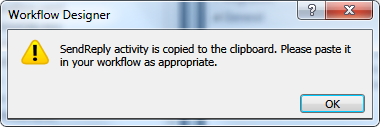 Workflow Designer
SendReply activity is copied to the clipboard. Please paste it
in your workflow as appropriate.
OK